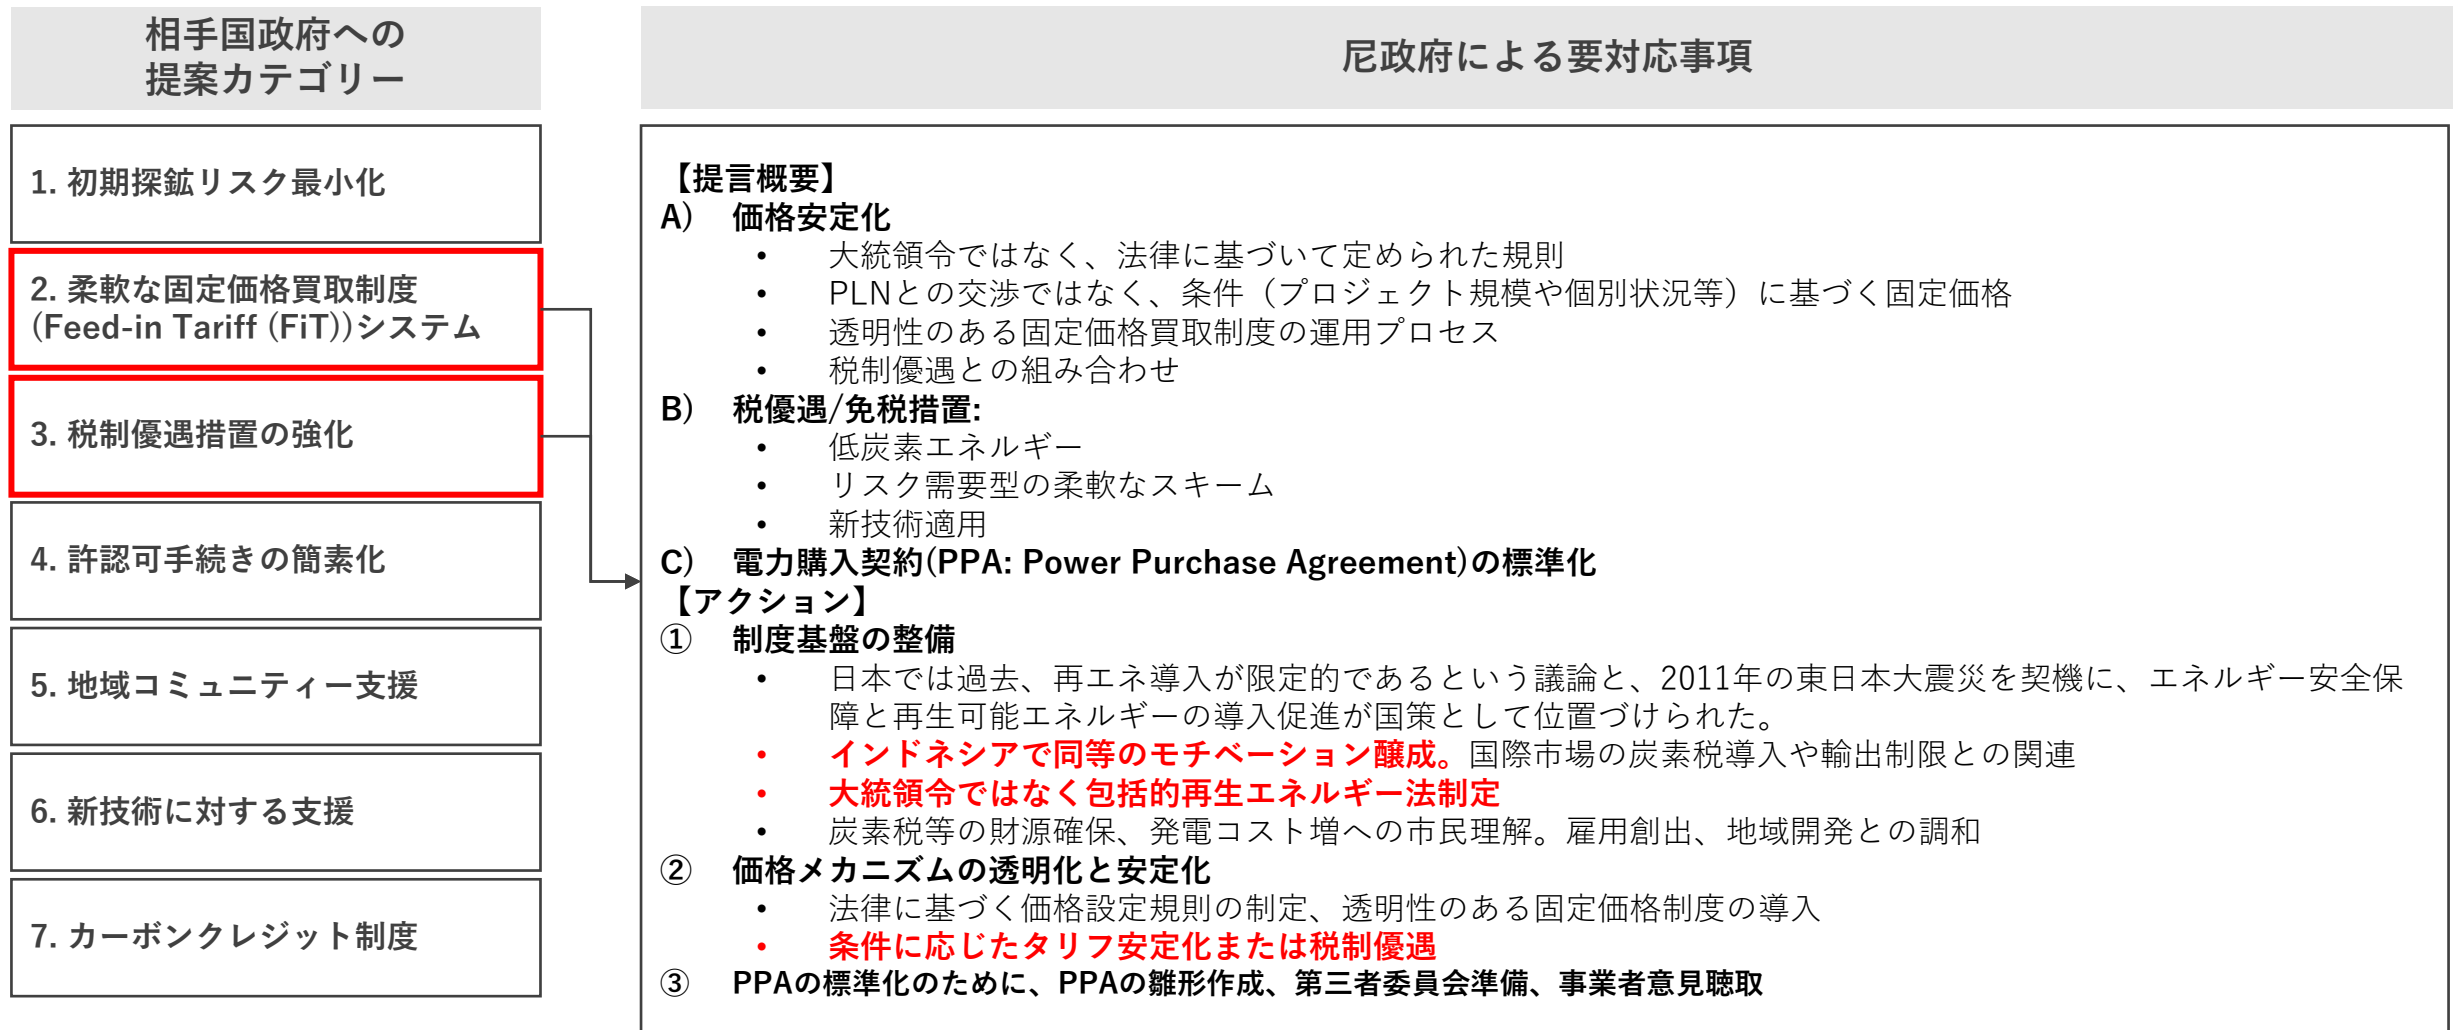 相手国政府への
提案カテゴリー
尼政府による要対応事項
1. 初期探鉱リスク最小化
2. 柔軟な固定価格買取制度
(Feed-in Tariff (FiT))システム
3. 税制優遇措置の強化
4. 許認可手続きの簡素化
5. 地域コミュニティー支援
6. 新技術に対する支援
7. カーボンクレジット制度
【提言概要】
A) 価格安定化
• 大統領令ではなく、法律に基づいて定められた規則
• PLNとの交渉ではなく、条件（プロジェクト規模や個別状況等）に基づく固定価格
• 透明性のある固定価格買取制度の運用プロセス
• 税制優遇との組み合わせ
B) 税優遇/免税措置:
• 低炭素エネルギー
• リスク需要型の柔軟なスキーム
• 新技術適用
C) 電力購入契約(PPA: Power Purchase Agreement)の標準化
【アクション】
① 制度基盤の整備
• 日本では過去、再エネ導入が限定的であるという議論と、2011年の東日本大震災を契機に、エネルギー安全保
障と再生可能エネルギーの導入促進が国策として位置づけられた。
• インドネシアで同等のモチベーション醸成。国際市場の炭素税導入や輸出制限との関連
• 大統領令ではなく包括的再生エネルギー法制定
• 炭素税等の財源確保、発電コスト増への市民理解。雇用創出、地域開発との調和
② 価格メカニズムの透明化と安定化
• 法律に基づく価格設定規則の制定、透明性のある固定価格制度の導入
• 条件に応じたタリフ安定化または税制優遇
③ PPAの標準化のために、PPAの雛形作成、第三者委員会準備、事業者意見聴取